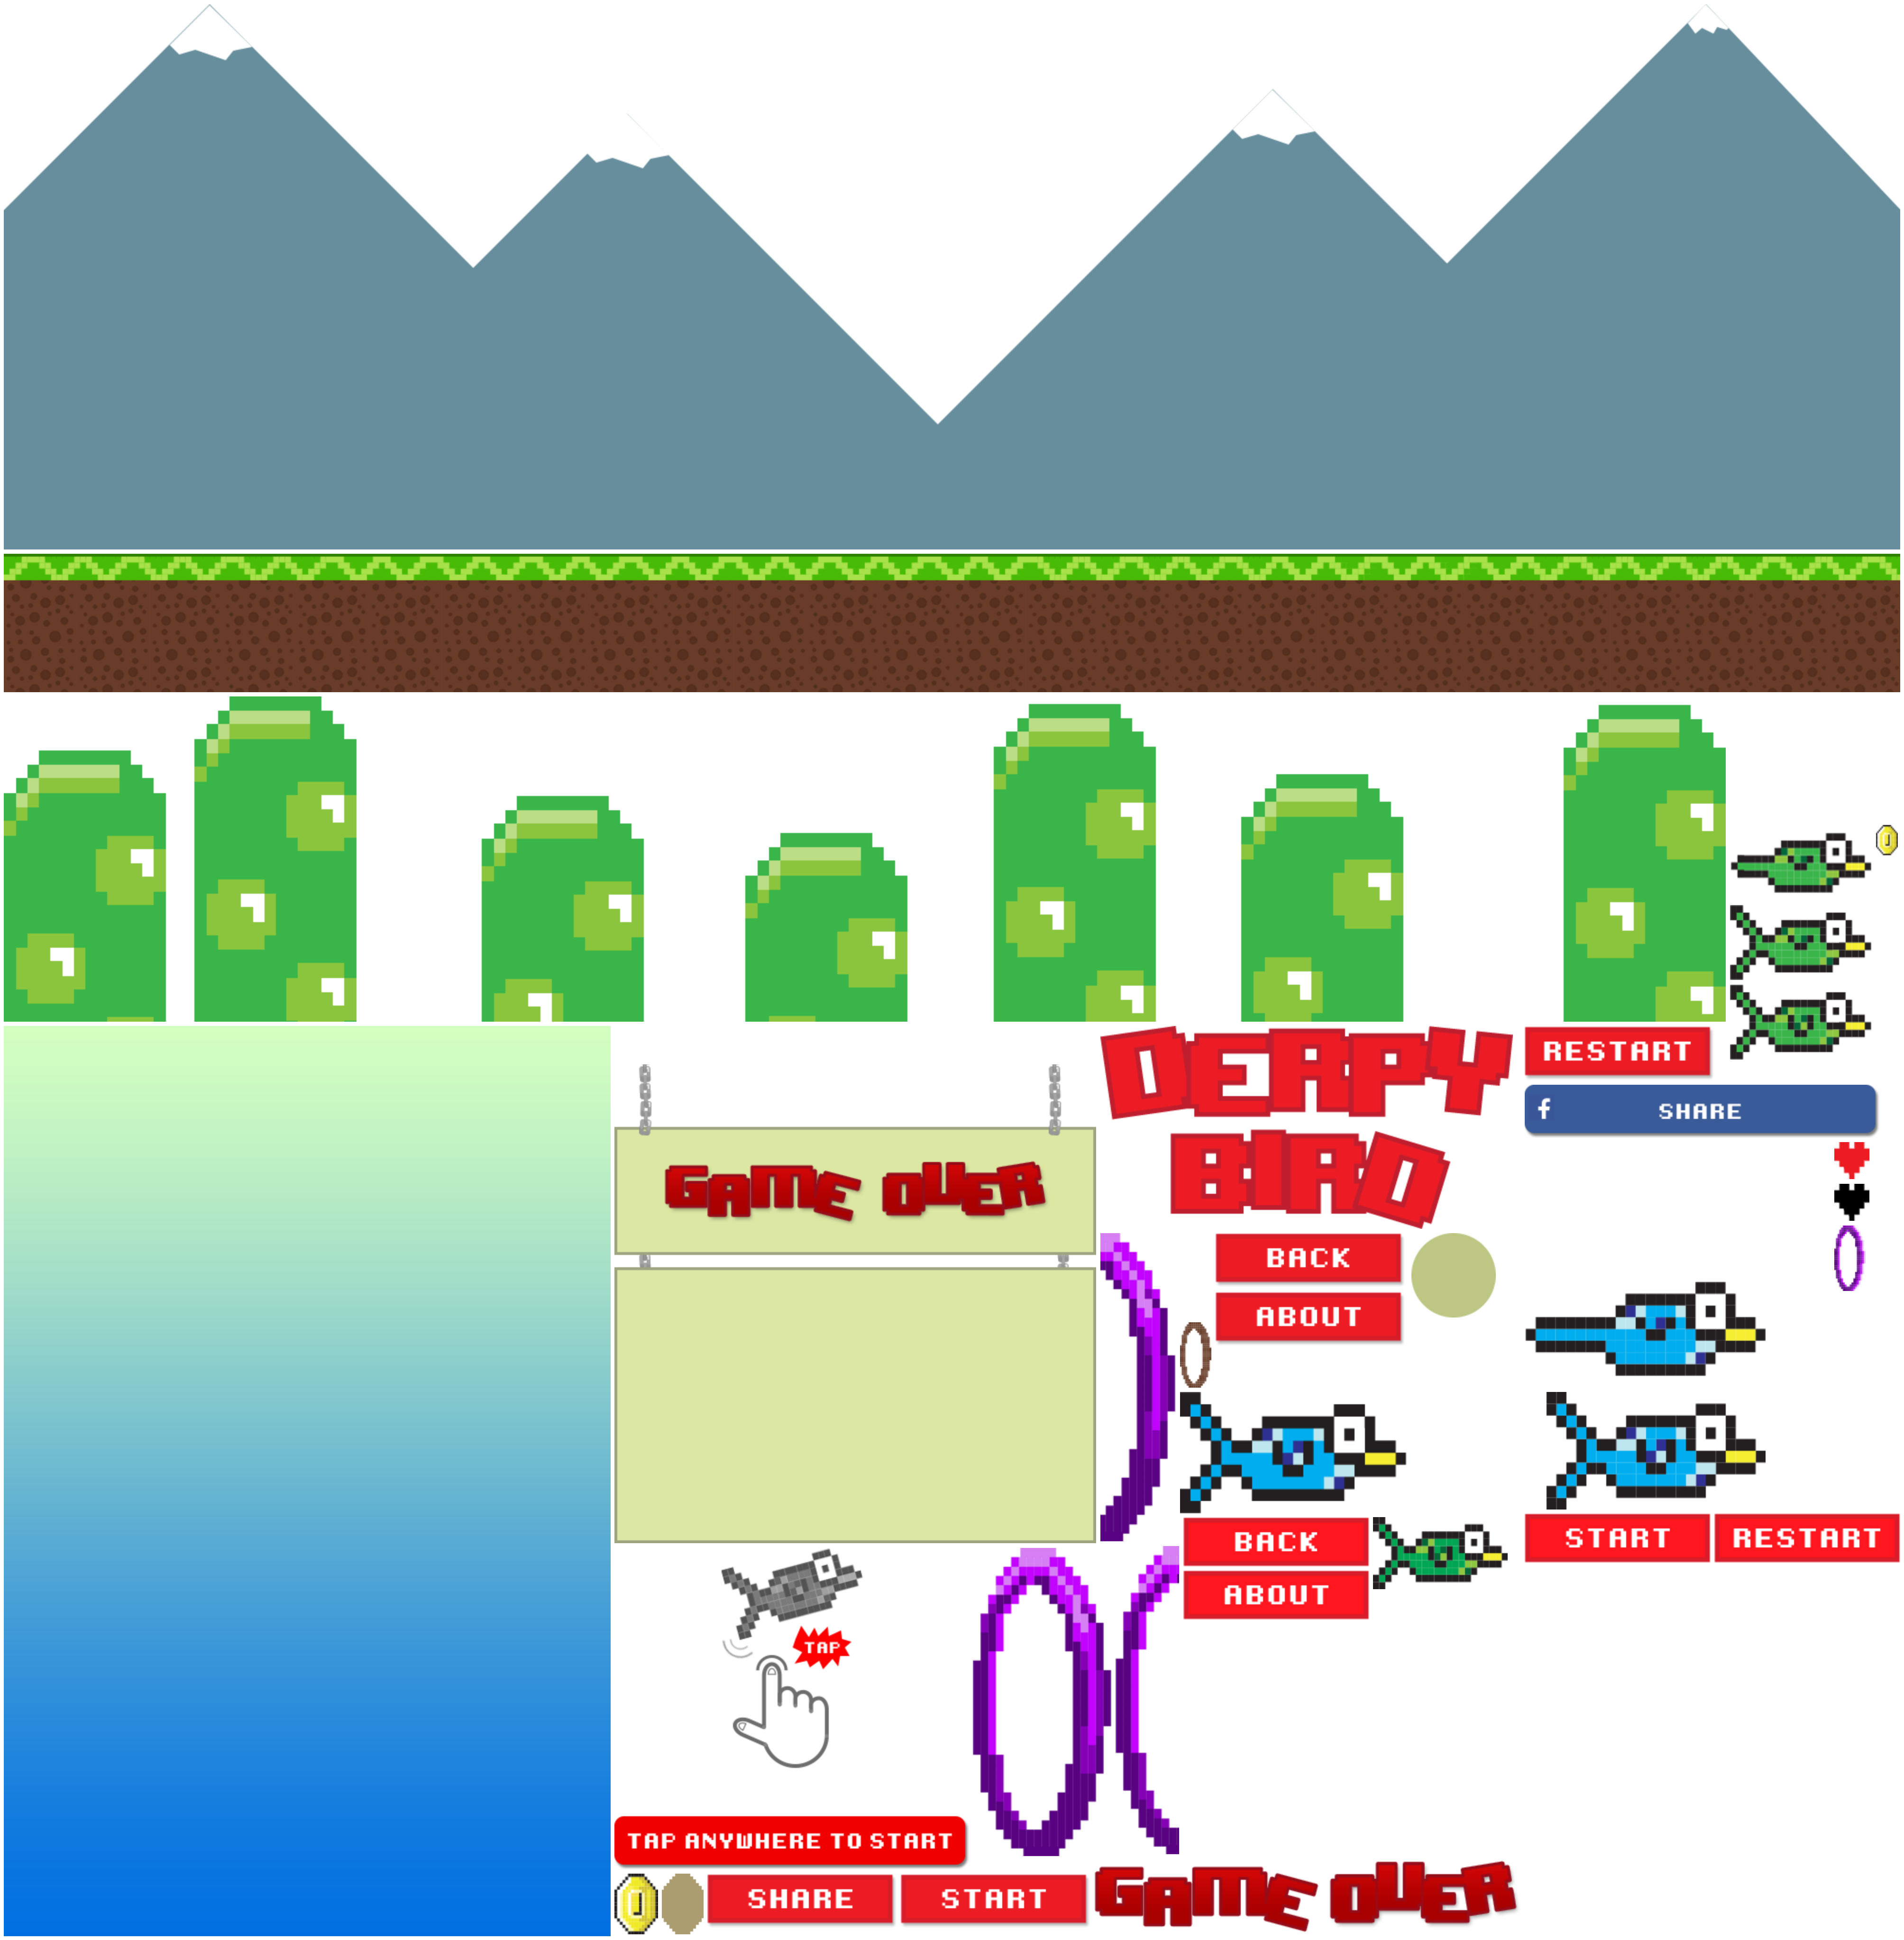 DERPY
BIRD
RESTART
f SHARE
GAME OVER
BACK
ABOUT
START
RESTART
BACK
ABOUT
TAP
TAP ANYWHERE TO START
SHARE
START
GAME OVER